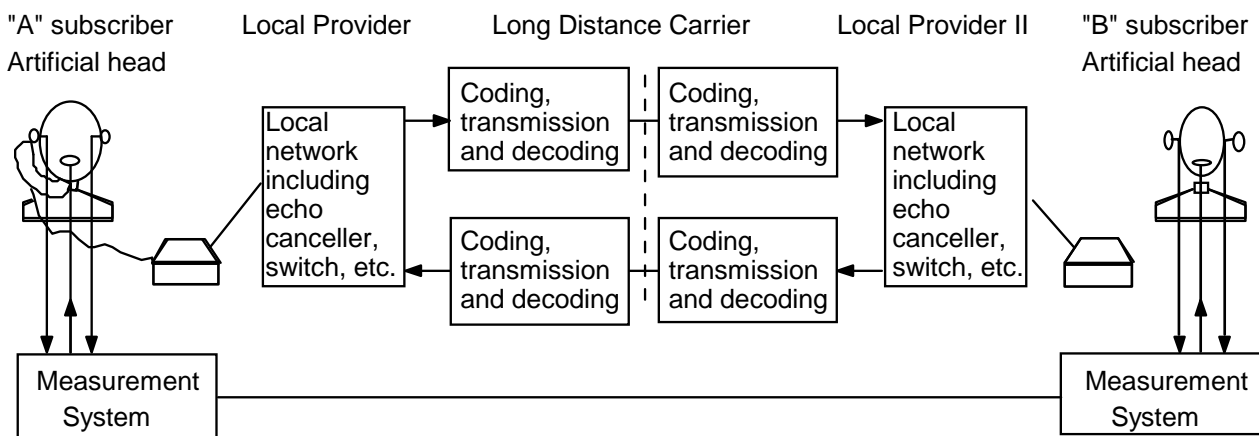 "A" subscriber
Artificial head
Local Provider
Long Distance Carrier
Local Provider II
"B" subscriber
Artificial head
Local
network
including
echo
canceller,
switch, etc.
Coding,
transmission
and decoding
Coding,
transmission
and decoding
Coding,
transmission
and decoding
Coding,
transmission
and decoding
Local
network
including
echo
canceller,
switch, etc.
Measurement
System
Measurement
System